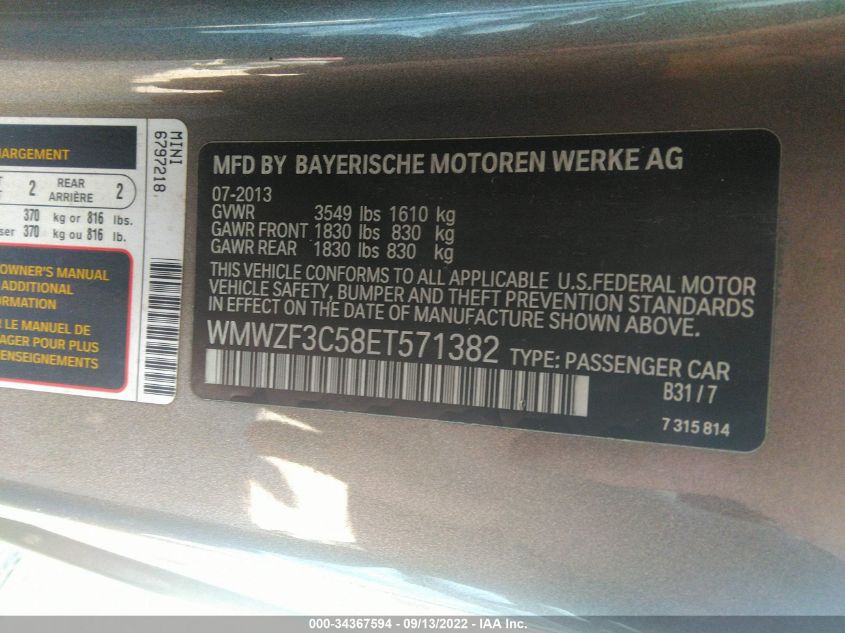 ARGEMENT
2 REAR ARRIÈRE 2
370 kg or 816 lbs.
ser 370 kg ou 816 lb.
OWNER'S MANUAL
ADDITIONAL
ORMATION
R LE MANUEL DE
AGER POUR PLUS
ENSEIGNEMENTS.
MINI
6797218
MFD BY BAYERISCHE MOTOREN WERKE AG
07-2013
GVWR 3549 lbs 1610 kg
GAWR FRONT 1830 lbs 830 kg
GAWR REAR 1830 lbs 830 kg
THIS VEHICLE CONFORMS TO ALL APPLICABLE U.S.FEDERAL MOTOR
VEHICLE SAFETY, BUMPER AND THEFT PREVENTION STANDARDS
IN EFFECT ON THE DATE OF MANUFACTURE SHOWN ABOVE.
WMWZF3C58ET571382 TYPE: PASSENGER CAR
B31/7
7 315 814
000-34367594 - 09/13/2022 - IAA Inc.